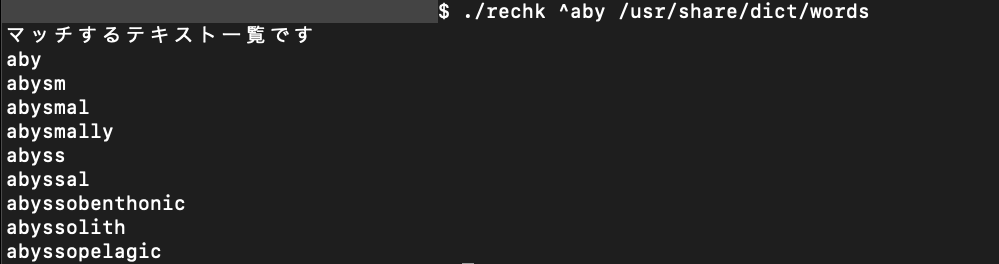 $ ./rechk ^aby /usr/share/dict/words
マッチするテキスト一覧です
aby
abysm
abysmal
abysmally
abyss
abyssal
abyssobenthonic
abyssolith
abyssopelagic